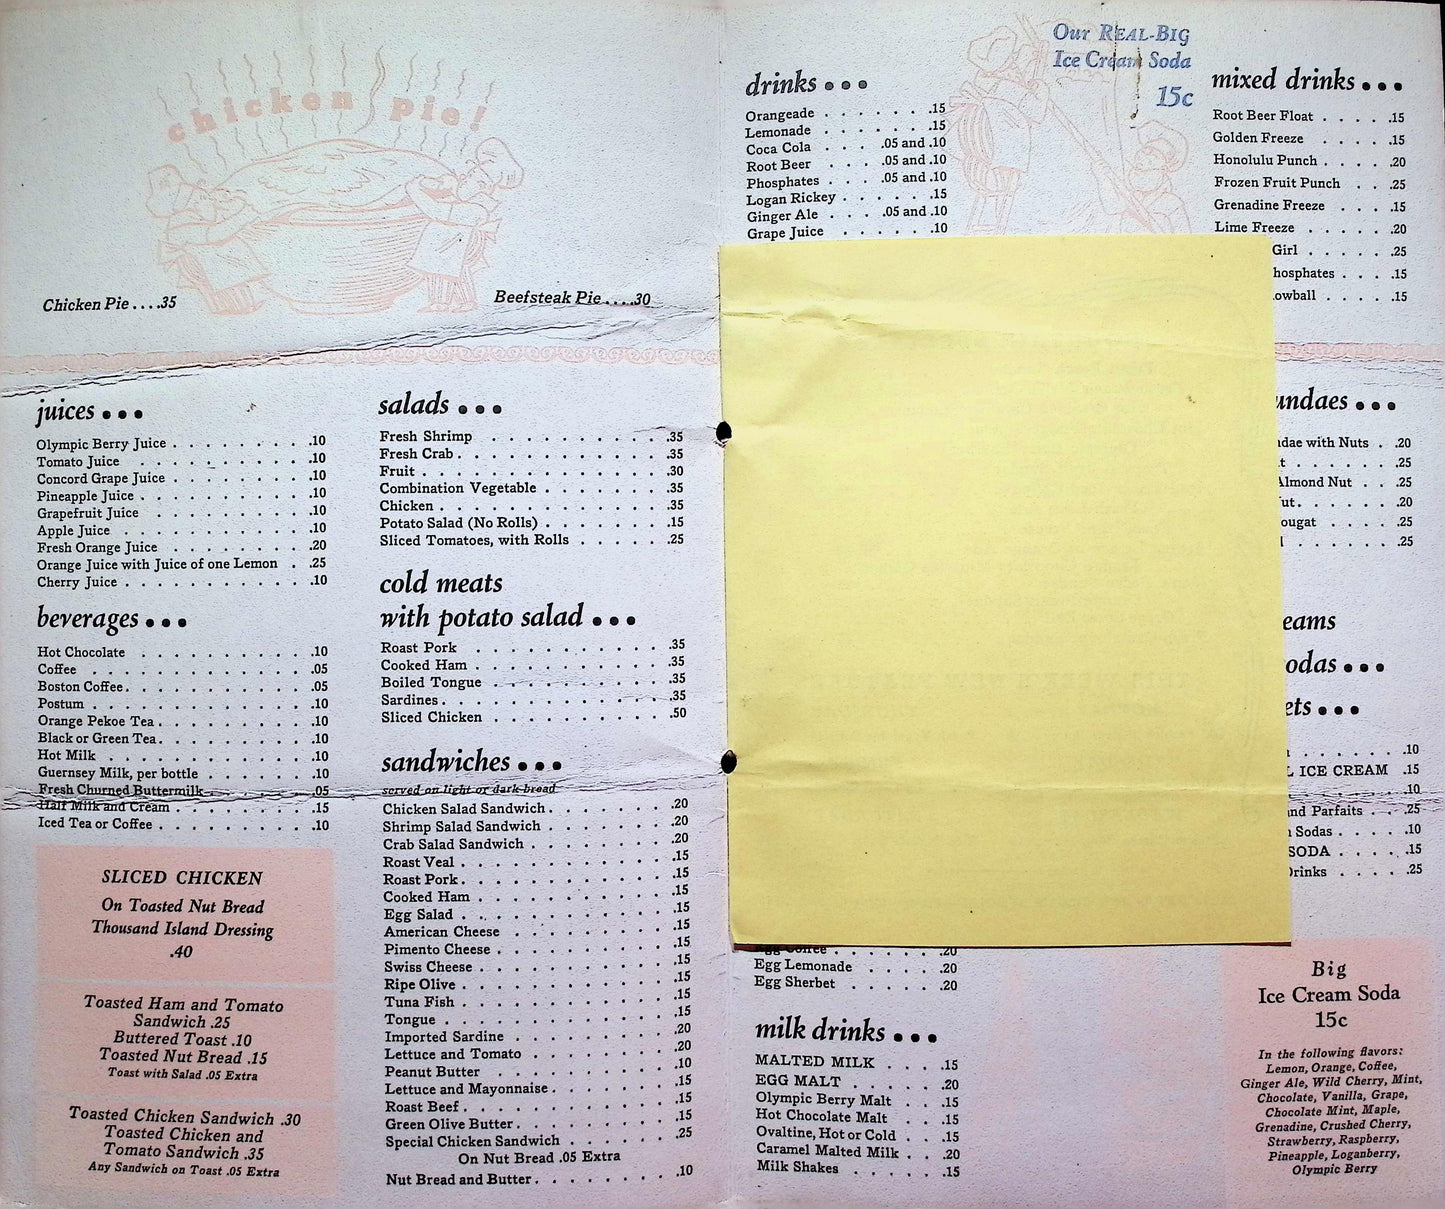 chicken pie!
Chicken Pie....35
Beefsteak Pie....30
juices •••
Olympic Berry Juice . . . . . . . . .10
Tomato Juice . . . . . . . . . .10
Concord Grape Juice . . . . . . . . .10
Pineapple Juice . . . . . . . . . . .10
Grapefruit Juice . . . . . . . . . .10
Apple Juice . . . . . . . . . . . .10
Fresh Orange Juice . . . . . . . . .20
Orange Juice with Juice of one Lemon . .25
Cherry Juice . . . . . . . . . . . .10
beverages •••
Hot Chocolate . . . . . . . . . . .10
Coffee . . . . . . . . . . . . .05
Boston Coffee. . . . . . . . . . . .05
Postum . . . . . . . . . . . . .10
Orange Pekoe Tea . . . . . . . . . .10
Black or Green Tea. . . . . . . . . .10
Hot Milk . . . . . . . . . . . . .10
Guernsey Milk, per bottle . . . . . . .10
Fresh Churned Buttermilk . . . . . . .05
Half Milk and Cream . . . . . . . . .15
Iced Tea or Coffee . . . . . . . . . .10
SLICED CHICKEN
On Toasted Nut Bread
Thousand Island Dressing
.40
Toasted Ham and Tomato
Sandwich .25
Buttered Toast .10
Toasted Nut Bread .15
Toast with Salad .05 Extra
Toasted Chicken Sandwich .30
Toasted Chicken and
Tomato Sandwich .35
Any Sandwich on Toast .05 Extra
salads •••
Fresh Shrimp . . . . . . . . . . .35
Fresh Crab . . . . . . . . . . . .35
Fruit . . . . . . . . . . . . . .30
Combination Vegetable . . . . . . . .35
Chicken . . . . . . . . . . . . .35
Potato Salad (No Rolls) . . . . . . . .15
Sliced Tomatoes, with Rolls . . . . . .25
cold meats
with potato salad •••
Roast Pork . . . . . . . . . . . .35
Cooked Ham . . . . . . . . . . . .35
Boiled Tongue . . . . . . . . . . .35
Sardines . . . . . . . . . . . . .35
Sliced Chicken . . . . . . . . . . .50
sandwiches •••
served on light or dark bread
Chicken Salad Sandwich . . . . . . . .20
Shrimp Salad Sandwich . . . . . . . .20
Crab Salad Sandwich . . . . . . . . .20
Roast Veal . . . . . . . . . . . .15
Roast Pork . . . . . . . . . . . .15
Cooked Ham . . . . . . . . . . . .15
Egg Salad . . . . . . . . . . . . .15
American Cheese . . . . . . . . . .15
Pimento Cheese . . . . . . . . . . .15
Swiss Cheese . . . . . . . . . . . .15
Ripe Olive . . . . . . . . . . . . .15
Tuna Fish . . . . . . . . . . . . .15
Tongue . . . . . . . . . . . . . .15
Imported Sardine . . . . . . . . . .20
Lettuce and Tomato . . . . . . . . .20
Peanut Butter . . . . . . . . . . .10
Lettuce and Mayonnaise . . . . . . . .15
Roast Beef . . . . . . . . . . . . .15
Green Olive Butter . . . . . . . . . .15
Special Chicken Sandwich . . . . . . .25
On Nut Bread .05 Extra
Nut Bread and Butter . . . . . . . . .10
drinks •••
Orangeade . . . . . . . .15
Lemonade . . . . . . . .15
Coca Cola . . . .05 and .10
Root Beer . . . .05 and .10
Phosphates . . . .05 and .10
Logan Rickey . . . . . . .15
Ginger Ale . . . .05 and .10
Grape Juice . . . . . . .10
Egg Coffee . . . . . . . .20
Egg Lemonade . . . . . .20
Egg Sherbet . . . . . . .20
milk drinks •••
MALTED MILK . . . .15
EGG MALT . . . . . .20
Olympic Berry Malt . . . .15
Hot Chocolate Malt . . . .15
Ovaltine, Hot or Cold . . . .15
Caramel Malted Milk . . . .20
Milk Shakes . . . . . . .15
Our REAL-BIG
Ice Cream Soda
15c
mixed drinks •••
Root Beer Float . . . . .15
Golden Freeze . . . . .15
Honolulu Punch . . . . .20
Frozen Fruit Punch . . .25
Grenadine Freeze . . . .15
Lime Freeze . . . . . .20
Girl . . . . . .25
hosphates . . . .15
owball . . . . .15
undaes •••
ndae with Nuts . .20
t . . . . . . .25
Almond Nut . . .25
ut. . . . . . .20
ougat . . . . .25
l . . . . . . .25
eams
odas •••
ets •••
. . . . . . .10
L ICE CREAM .15
. . . . . . .10
and Parfaits . . .25
Sodas . . . . .10
SODA . . . . .15
Drinks . . . . .25
Big
Ice Cream Soda
15c
In the following flavors:
Lemon, Orange, Coffee,
Ginger Ale, Wild Cherry, Mint,
Chocolate, Vanilla, Grape,
Chocolate Mint, Maple,
Grenadine, Crushed Cherry,
Strawberry, Raspberry,
Pineapple, Loganberry,
Olympic Berry